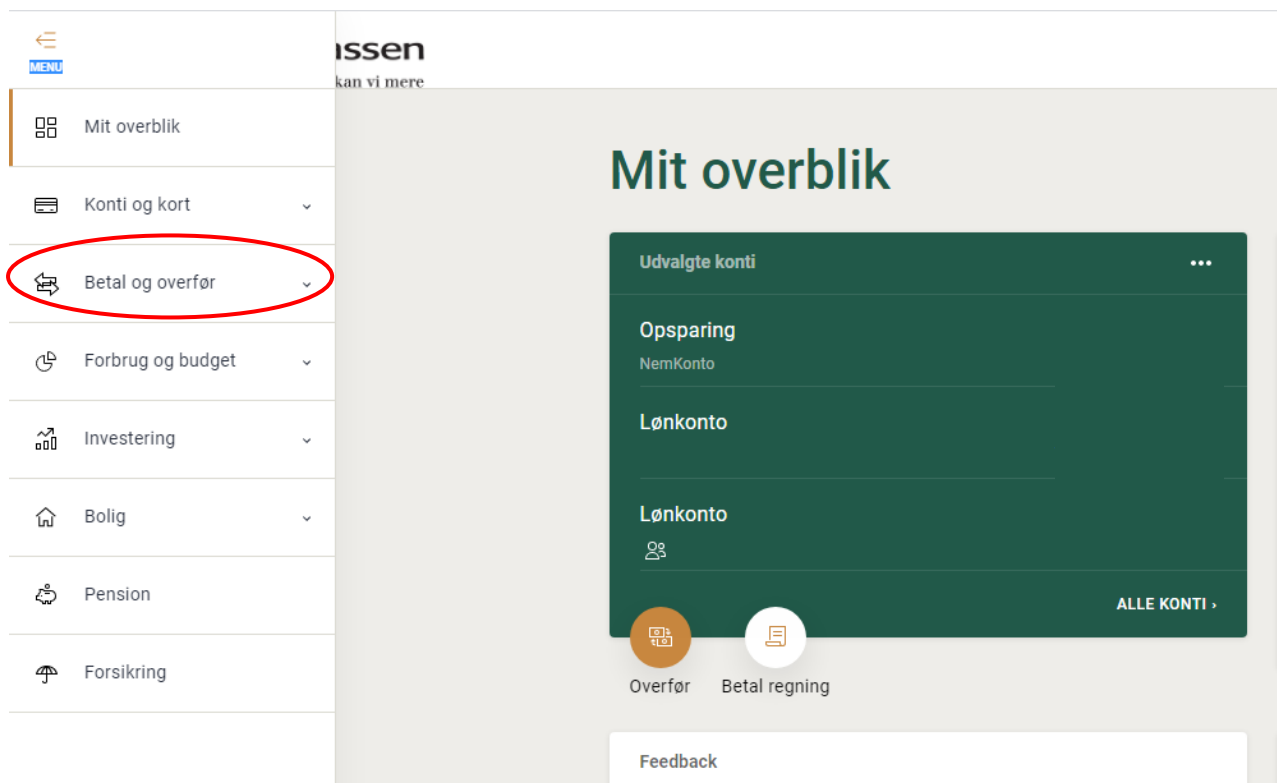 MENU
Mit overblik
Konti og kort
Betal og overfør
Forbrug og budget
Investering
Bolig
Pension
Forsikring
ssen
kan vi mere
Mit overblik
Udvalgte konti
Opsparing
NemKonto
Lønkonto
Lønkonto
ALLE KONTI ›
Overfør
Betal regning
Feedback